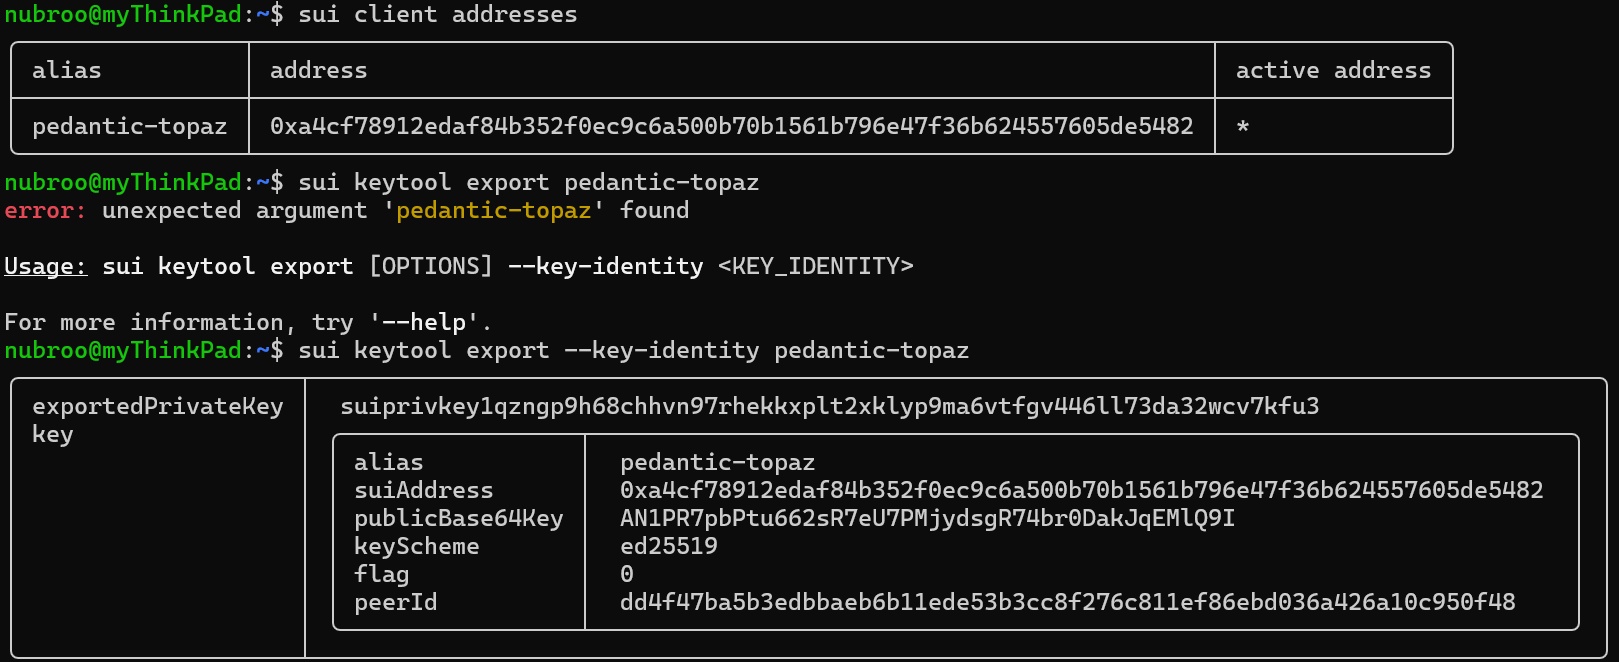 nubroo@myThinkPad:~$ sui client addresses
alias address active address
pedantic-topaz 0xa4cf78912edaf84b352f0ec9c6a500b70b1561b796e47f36b624557605de5482 *
nubroo@myThinkPad:~$ sui keytool export pedantic-topaz
error: unexpected argument 'pedantic-topaz' found
Usage: sui keytool export [OPTIONS] --key-identity <KEY_IDENTITY>
For more information, try '--help'.
nubroo@myThinkPad:~$ sui keytool export --key-identity pedantic-topaz
exportedPrivateKey suiprivkey1qzngp9h68chhvn97rhekkxplt2xklyp9ma6vtfgv446ll73da32wcv7kfu3
key
alias pedantic-topaz
suiAddress 0xa4cf78912edaf84b352f0ec9c6a500b70b1561b796e47f36b624557605de5482
publicBase64Key AN1PR7pbPtu662sR7eU7PMjydsgR74br0DakJqEMlQ9I
keyScheme ed25519
flag 0
peerId dd4f47ba5b3edbbaeb6b11ede53b3cc8f276c811ef86ebd036a426a10c950f48